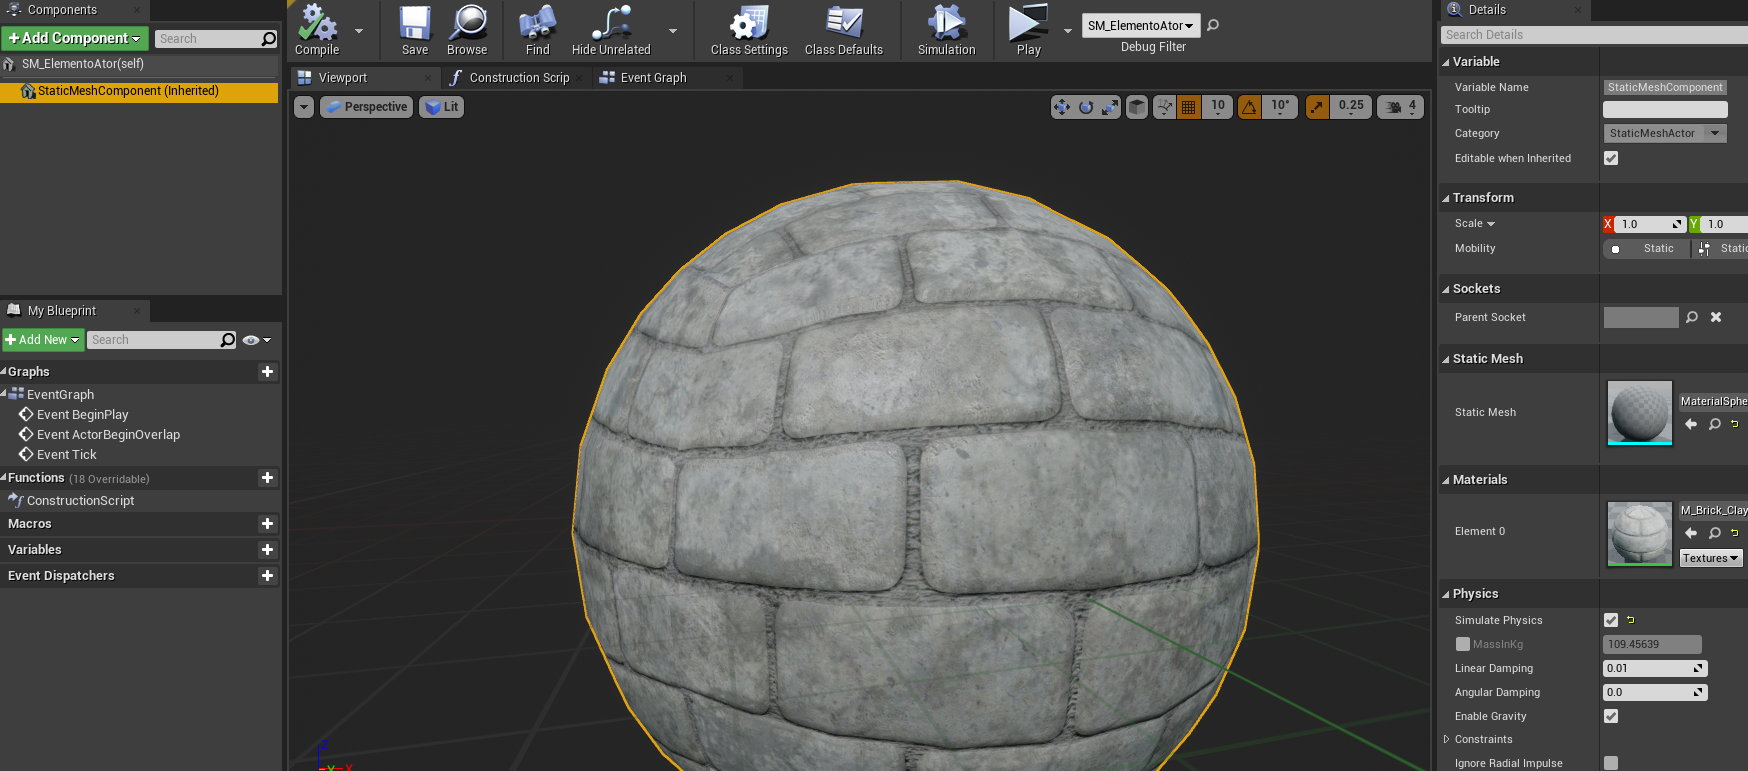 Components
Add Component
Search
SM_ElementoAtor(self)
StaticMeshComponent (Inherited)
My Blueprint
Add New
Search
Graphs
EventGraph
Event BeginPlay
Event ActorBeginOverlap
Event Tick
Functions (18 Overridable)
ConstructionScript
Macros
Variables
Event Dispatchers
Compile
Save
Browse
Find
Hide Unrelated
Class Settings
Class Defaults
Simulation
Play
SM_ElementoAtor
Debug Filter
Viewport
Construction Scrip
Event Graph
Perspective
Lit
10
10°
0.25
4
Z
Y
X
Details
Search Details
Variable
Variable Name StaticMeshComponent
Tooltip
Category StaticMeshActor
Editable when Inherited
Transform
Scale X 1.0 Y 1.0
Mobility Static Static
Sockets
Parent Socket
Static Mesh
Static Mesh MaterialSphe
Materials
Element 0 M_Brick_Clay
Textures
Physics
Simulate Physics
MassInKg 109.45639
Linear Damping 0.01
Angular Damping 0.0
Enable Gravity
Constraints
Ignore Radial Impulse